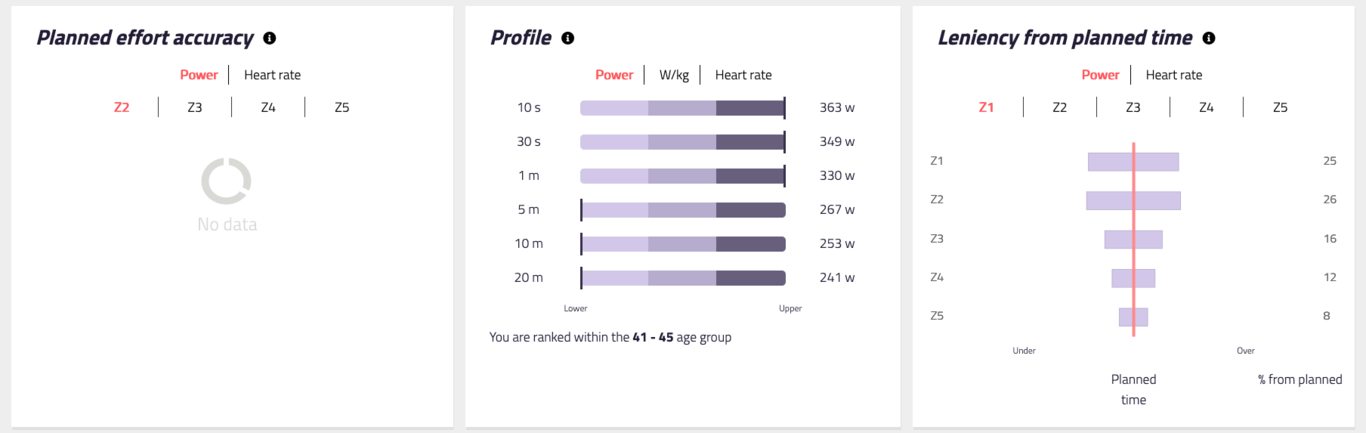 Planned effort accuracy
Power | Heart rate
Z2 | Z3 | Z4 | Z5
No data
Profile
Power | W/kg | Heart rate
10 s 363 w
30 s 349 w
1 m 330 w
5 m 267 w
10 m 253 w
20 m 241 w
Lower Upper
You are ranked within the 41 - 45 age group
Leniency from planned time
Power | Heart rate
Z1 | Z2 | Z3 | Z4 | Z5
Z1 25
Z2 26
Z3 16
Z4 12
Z5 8
Under Over
Planned
time
% from planned